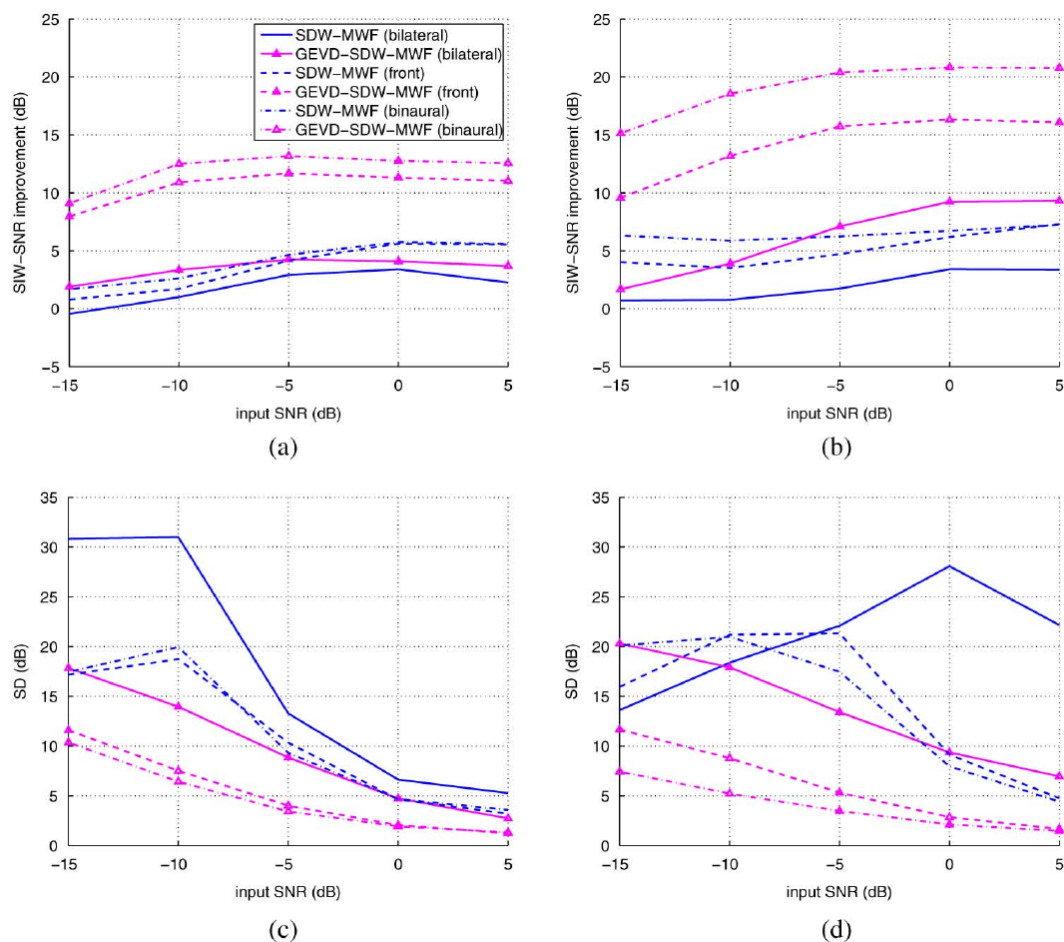 25
20
15
10
5
0
−5
−15
−10
−5
0
5
SIW−SNR improvement (dB)
input SNR (dB)
SDW−MWF (bilateral)
GEVD−SDW−MWF (bilateral)
SDW−MWF (front)
GEVD−SDW−MWF (front)
SDW−MWF (binaural)
GEVD−SDW−MWF (binaural)
(a)
25
20
15
10
5
0
−5
−15
−10
−5
0
5
SIW−SNR improvement (dB)
input SNR (dB)
(b)
35
30
25
20
15
10
5
0
−15
−10
−5
0
5
SD (dB)
input SNR (dB)
(c)
35
30
25
20
15
10
5
0
−15
−10
−5
0
5
SD (dB)
input SNR (dB)
(d)